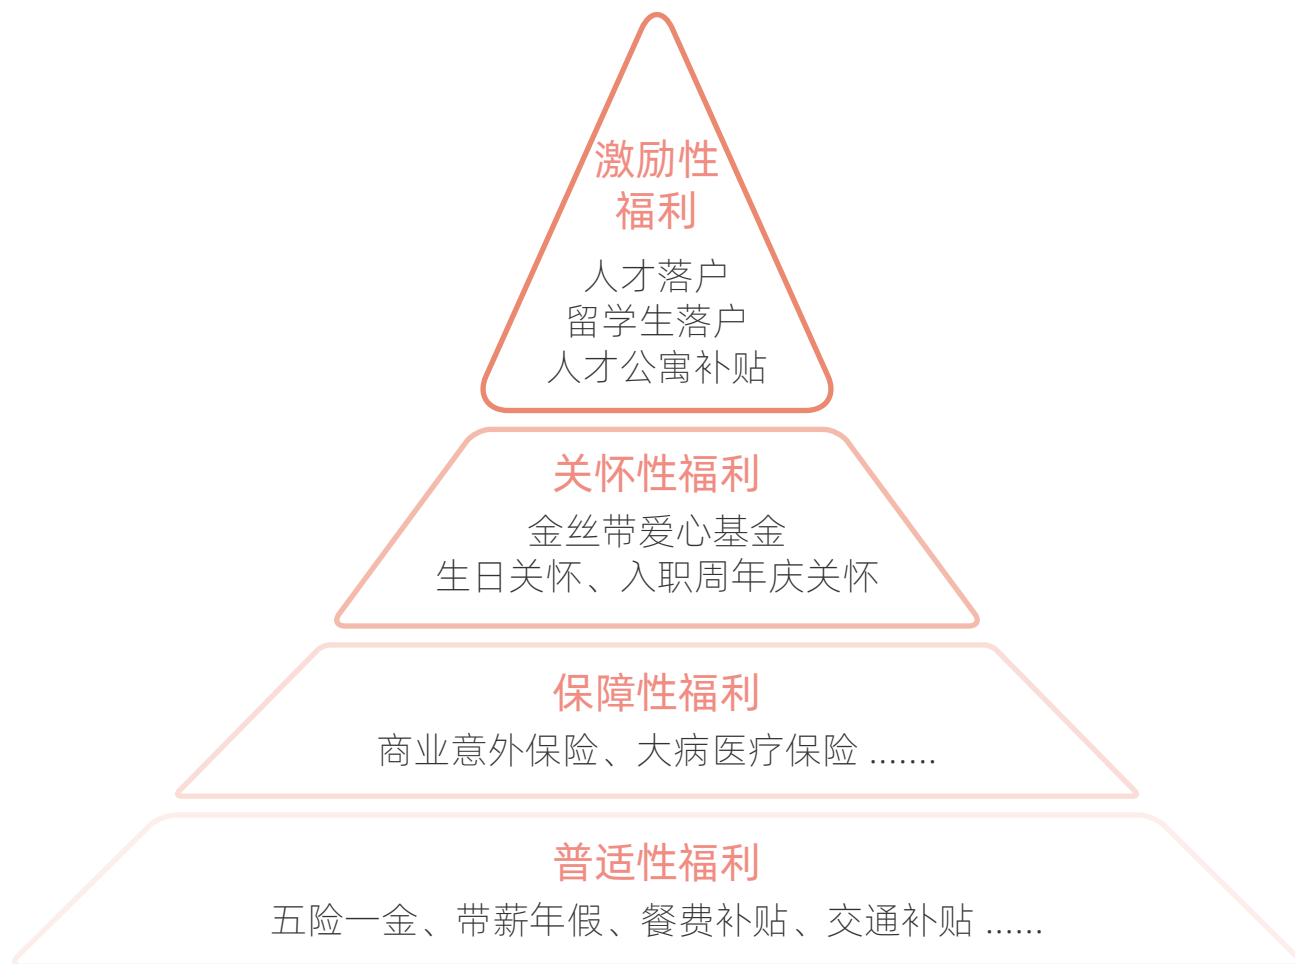 激励性
福利
人才落户
留学生落户
人才公寓补贴
关怀性福利
金丝带爱心基金
生日关怀、入职周年庆关怀
保障性福利
商业意外保险、大病医疗保险 .......
普适性福利
五险一金、带薪年假、餐费补贴、交通补贴 ......